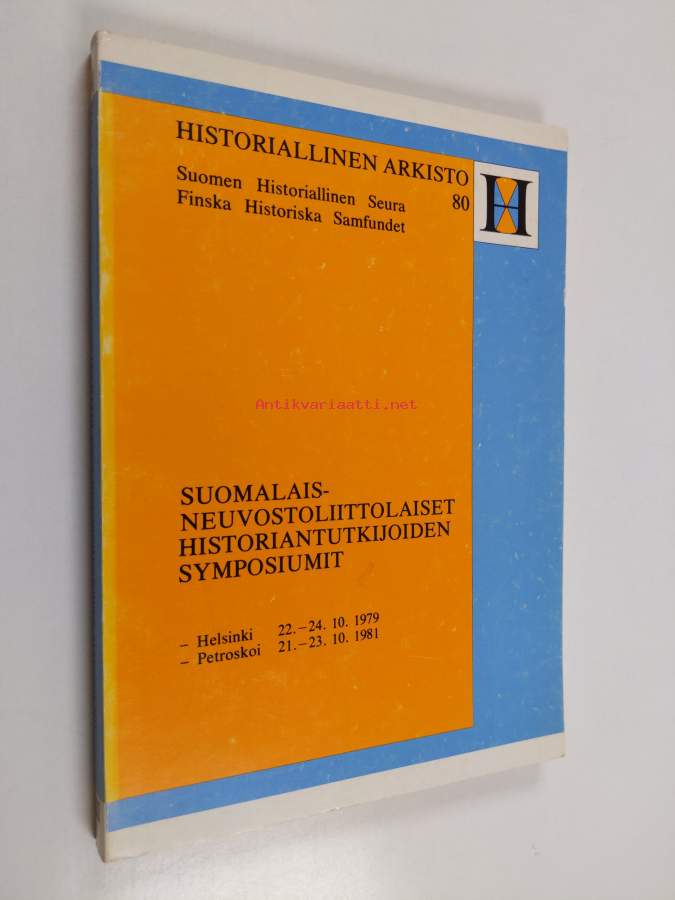 HISTORIALLINEN ARKISTO
80
Suomen Historiallinen Seura
Finska Historiska Samfundet
H
Antikvariaatti.net
SUOMALAIS-
NEUVOSTOLIITTOLAISET
HISTORIANTUTKIJOIDEN
SYMPOSIUMIT
– Helsinki 22.–24. 10. 1979
– Petroskoi 21.–23. 10. 1981